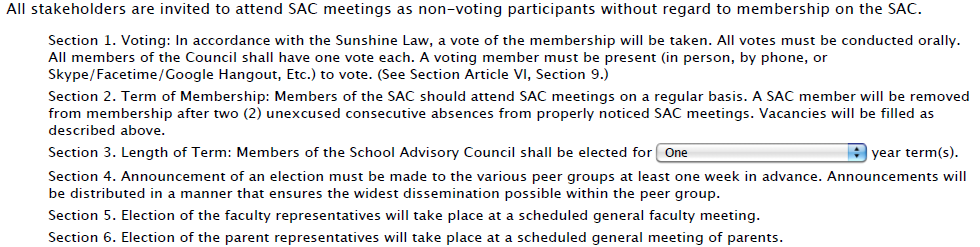 All stakeholders are invited to attend SAC meetings as non-voting participants without regard to membership on the SAC.
Section 1. Voting: In accordance with the Sunshine Law, a vote of the membership will be taken. All votes must be conducted orally.
All members of the Council shall have one vote each. A voting member must be present (in person, by phone, or
Skype/Facetime/Google Hangout, Etc.) to vote. (See Section Article VI, Section 9.)
Section 2. Term of Membership: Members of the SAC should attend SAC meetings on a regular basis. A SAC member will be removed
from membership after two (2) unexcused consecutive absences from properly noticed SAC meetings. Vacancies will be filled as
described above.
Section 3. Length of Term: Members of the School Advisory Council shall be elected for One year term(s).
Section 4. Announcement of an election must be made to the various peer groups at least one week in advance. Announcements will
be distributed in a manner that ensures the widest dissemination possible within the peer group.
Section 5. Election of the faculty representatives will take place at a scheduled general faculty meeting.
Section 6. Election of the parent representatives will take place at a scheduled general meeting of parents.